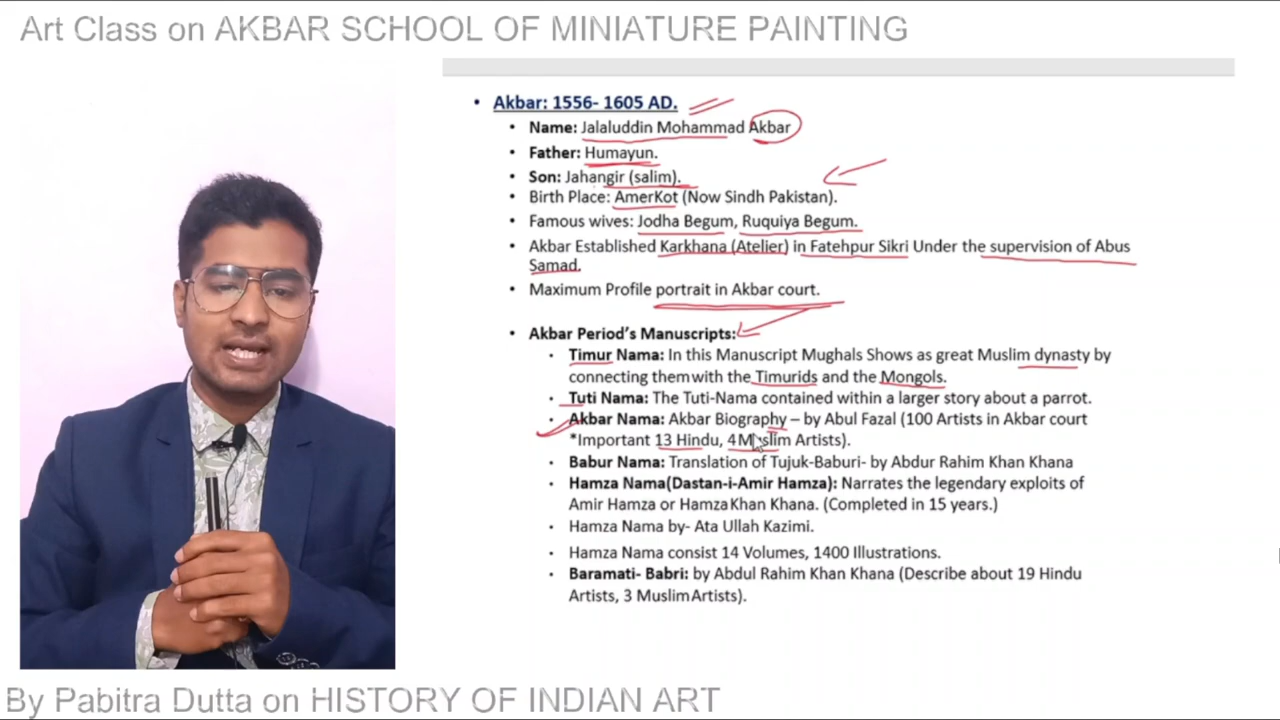 Art Class on AKBAR SCHOOL OF MINIATURE PAINTING
• Akbar: 1556- 1605 AD.
• Name: Jalaluddin Mohammad Akbar
• Father: Humayun.
• Son: Jahangir (salim).
• Birth Place: AmerKot (Now Sindh Pakistan).
• Famous wives: Jodha Begum, Ruquiya Begum.
• Akbar Established Karkhana (Atelier) in Fatehpur Sikri Under the supervision of Abus
Samad.
• Maximum Profile portrait in Akbar court.
• Akbar Period's Manuscripts:
• Timur Nama: In this Manuscript Mughals Shows as great Muslim dynasty by
connecting them with the Timurids and the Mongols.
• Tuti Nama: The Tuti-Nama contained within a larger story about a parrot.
• Akbar Nama: Akbar Biography – by Abul Fazal (100 Artists in Akbar court
*Important 13 Hindu, 4 Muslim Artists).
• Babur Nama: Translation of Tujuk-Baburi- by Abdur Rahim Khan Khana
• Hamza Nama(Dastan-i-Amir Hamza): Narrates the legendary exploits of
Amir Hamza or Hamza Khan Khana. (Completed in 15 years.)
• Hamza Nama by- Ata Ullah Kazimi.
• Hamza Nama consist 14 Volumes, 1400 Illustrations.
• Baramati- Babri: by Abdul Rahim Khan Khana (Describe about 19 Hindu
Artists, 3 Muslim Artists).
By Pabitra Dutta on HISTORY OF INDIAN ART